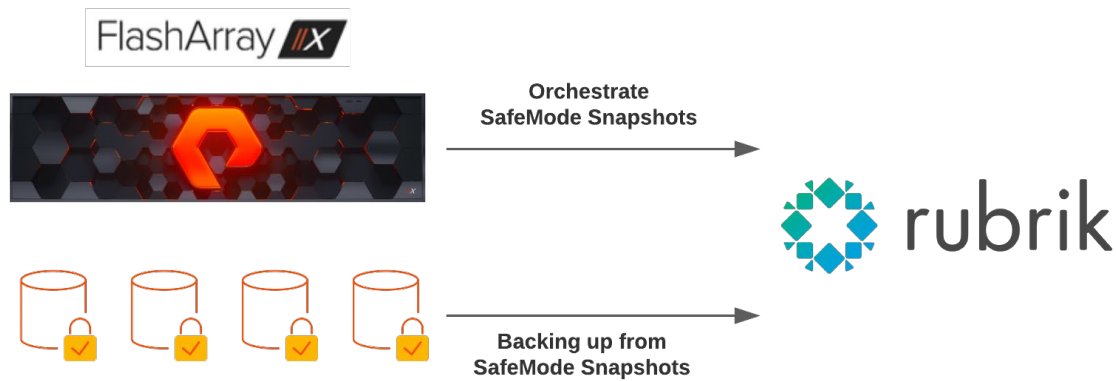 FlashArray //X
Orchestrate
SafeMode Snapshots
//X
rubrik
Backing up from
SafeMode Snapshots